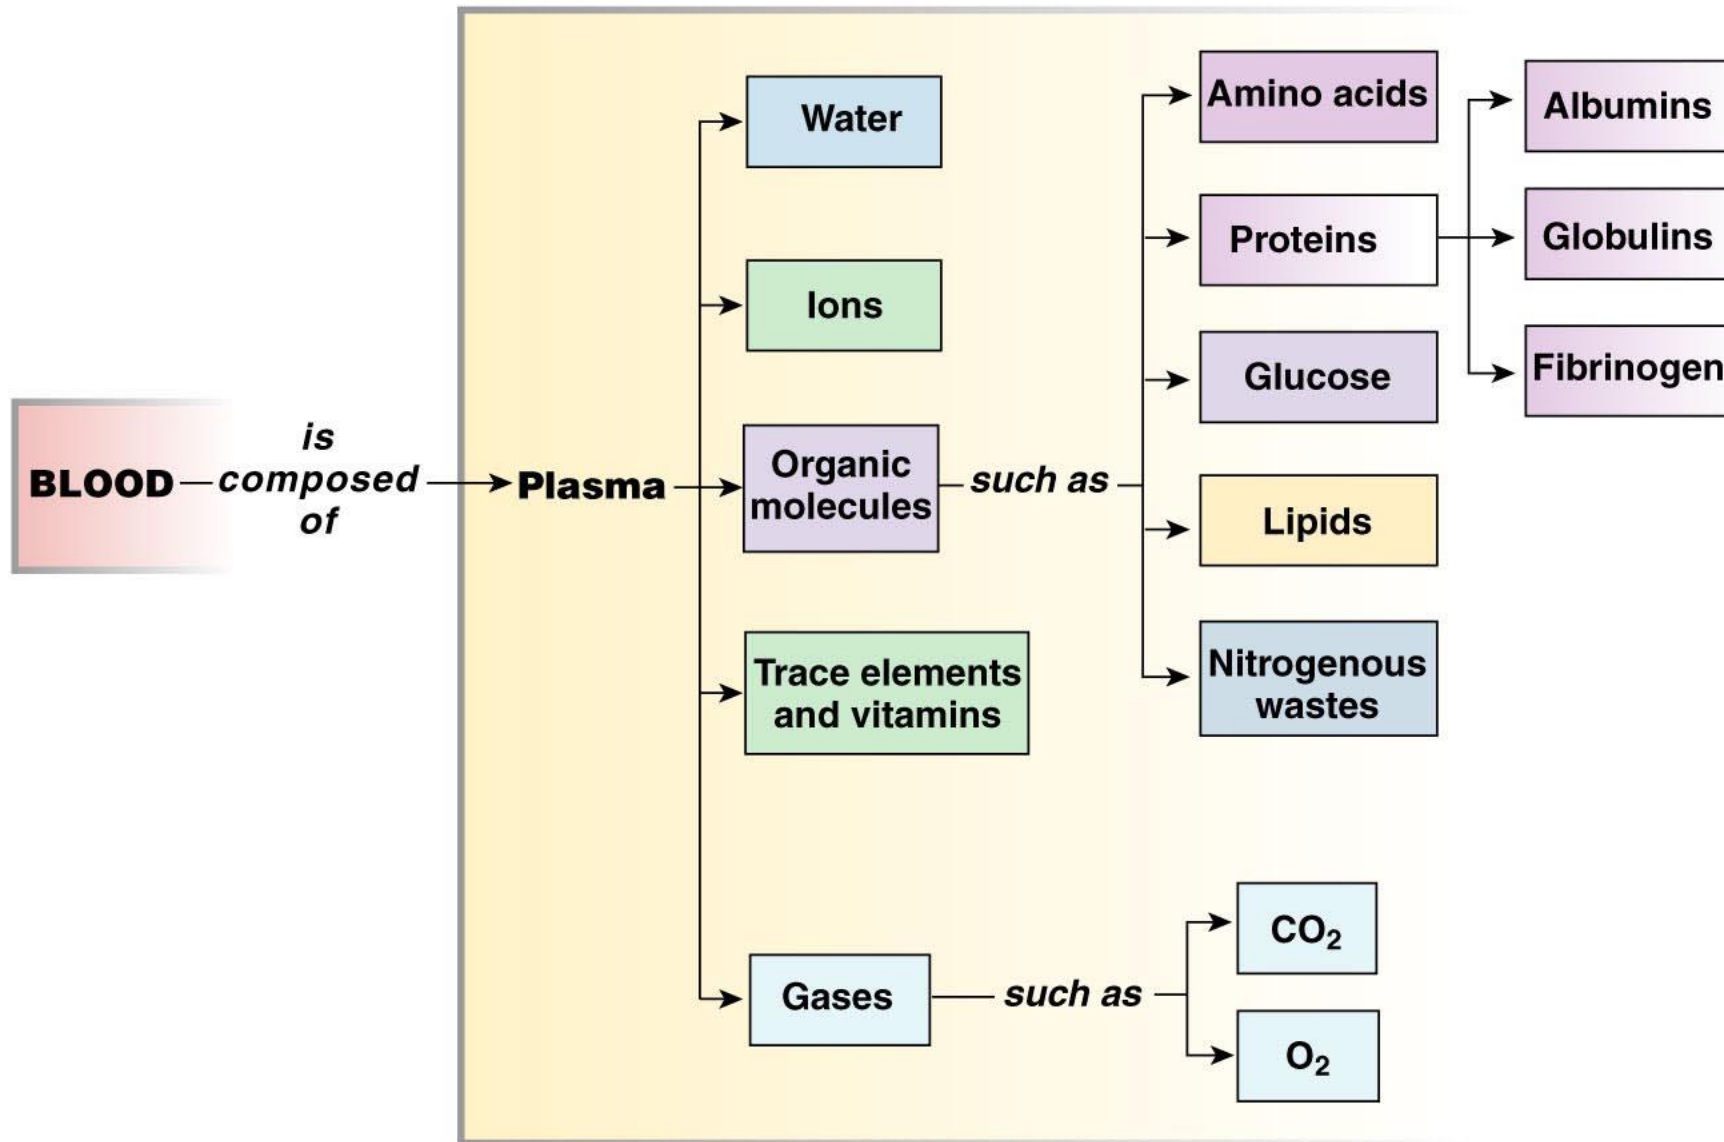 BLOOD
is
composed
of
Plasma
Water
Ions
Organic
molecules
such as
Trace elements
and vitamins
Gases
such as
Amino acids
Proteins
Glucose
Lipids
Nitrogenous
wastes
CO₂
O₂
Albumins
Globulins
Fibrinogen